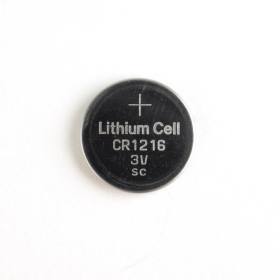 +
Lithium Cell
CR1216
3V
SC